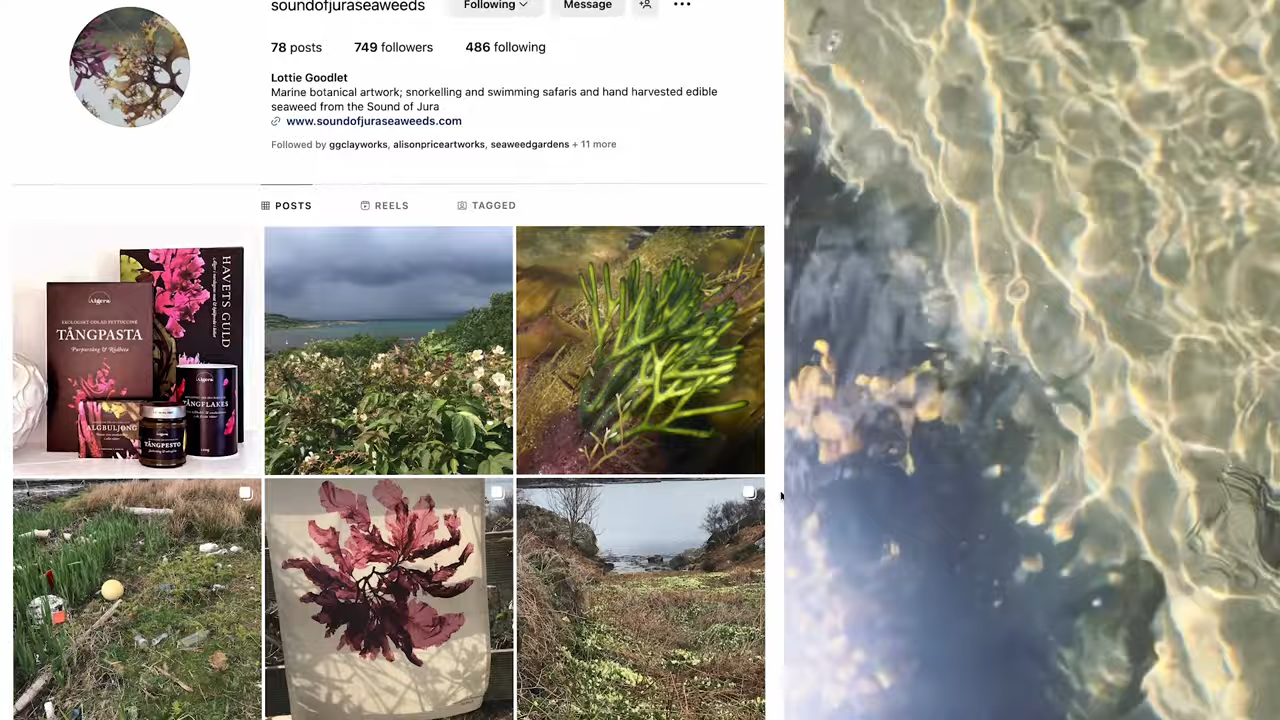 soundofjuraseaweeds
Following
Message
78 posts 749 followers 486 following
Lottie Goodlet
Marine botanical artwork; snorkelling and swimming safaris and hand harvested edible
seaweed from the Sound of Jura
www.soundofjuraseaweeds.com
Followed by ggclayworks, alisonpriceartworks, seaweedgardens + 11 more
POSTS
REELS
TAGGED
HAVETS GULD
TÅNGPASTA
Purpurtång & Rödbeta
TÅNGFLAKES
ALGBULJONG
TÅNGPESTO